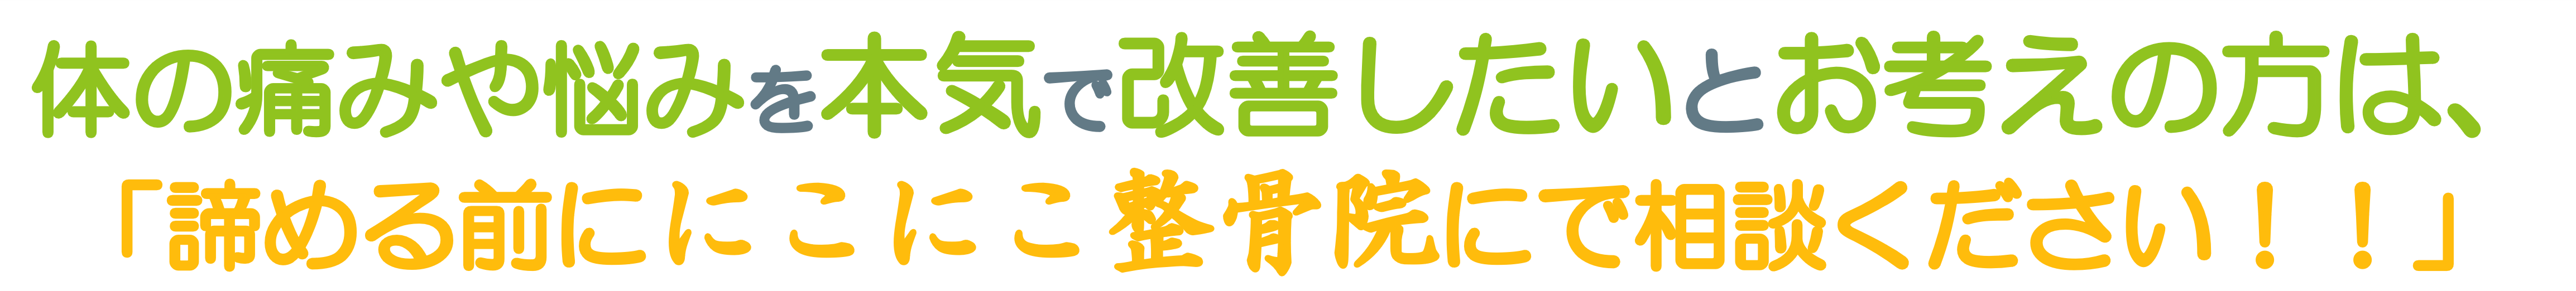 体の痛みや悩みを本気で改善したいとお考えの方は、
「諦める前ににこにこ整骨院にで相談ください！！」